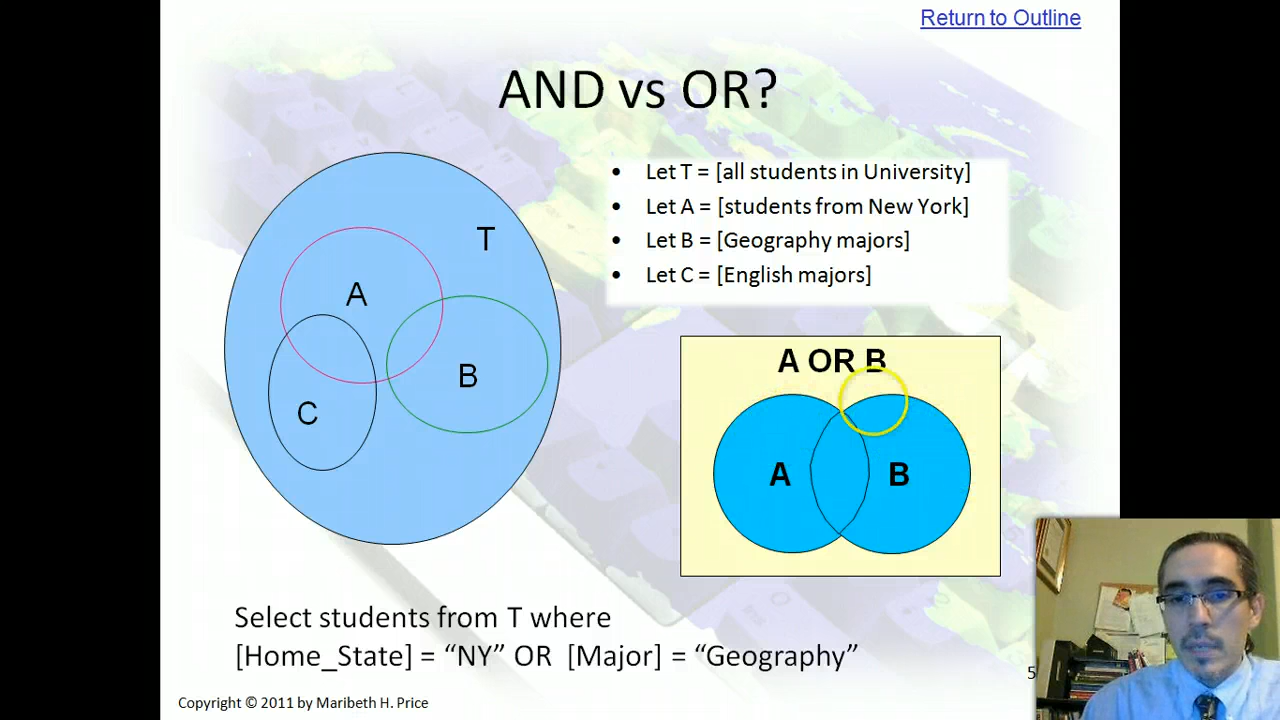 Return to Outline
AND vs OR?
• Let T = [all students in University]
• Let A = [students from New York]
• Let B = [Geography majors]
• Let C = [English majors]
T
A
B
C
A OR B
A B
Select students from T where
[Home_State] = “NY” OR [Major] = “Geography”
5
Copyright © 2011 by Maribeth H. Price